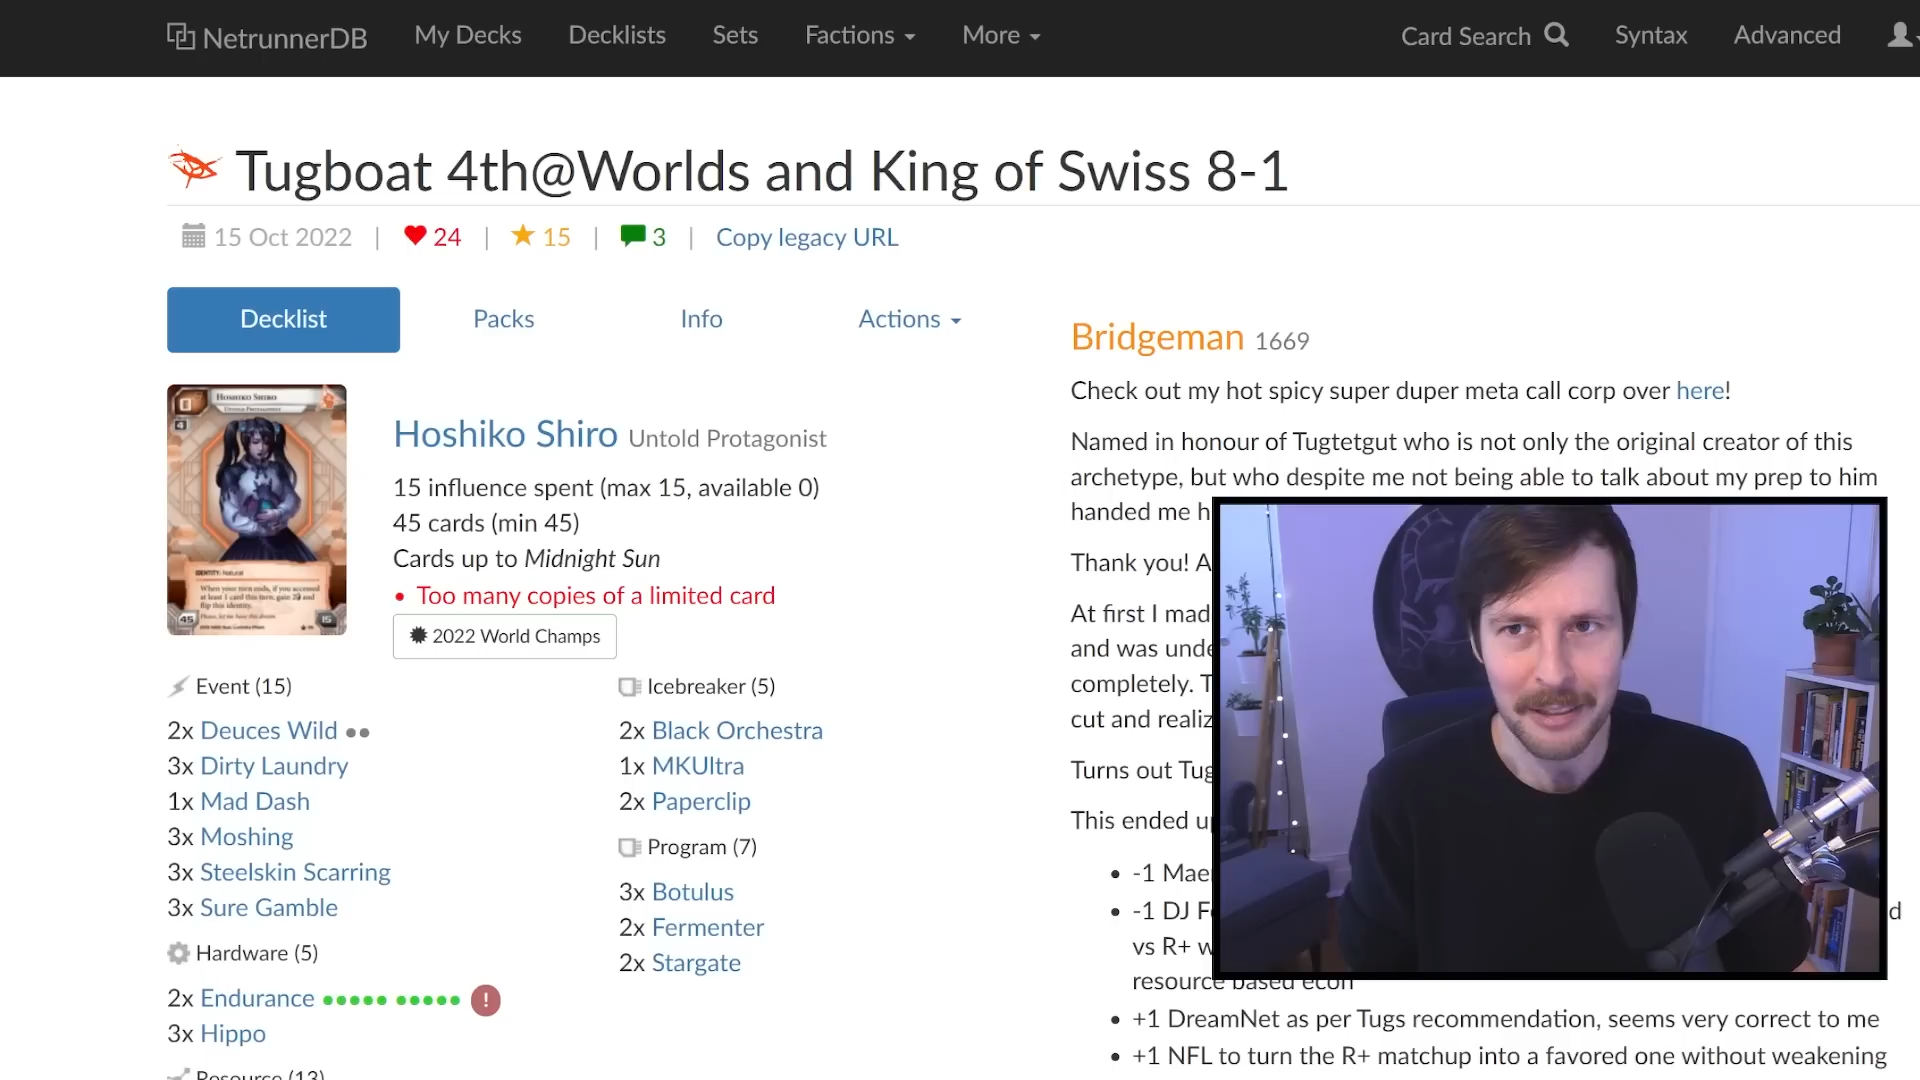 NetrunnerDB My Decks Decklists Sets Factions More Card Search Syntax Advanced
Tugboat 4th@Worlds and King of Swiss 8-1
15 Oct 2022 | 24 | 15 | 3 | Copy legacy URL
Decklist Packs Info Actions
HOSHIKO SHIRO
4
45
15
Hoshiko Shiro Untold Protagonist
15 influence spent (max 15, available 0)
45 cards (min 45)
Cards up to Midnight Sun
• Too many copies of a limited card
2022 World Champs
Event (15)
2x Deuces Wild
3x Dirty Laundry
1x Mad Dash
3x Moshing
3x Steelskin Scarring
3x Sure Gamble
Hardware (5)
2x Endurance !
3x Hippo
Resource (13)
Icebreaker (5)
2x Black Orchestra
1x MKUltra
2x Paperclip
Program (7)
3x Botulus
2x Fermenter
2x Stargate
Bridgeman 1669
Check out my hot spicy super duper meta call corp over here!
Named in honour of Tugtetgut who is not only the original creator of this
archetype, but who despite me not being able to talk about my prep to him
handed me h
Thank you! A
At first I mad
and was unde
completely. T
cut and realiz
Turns out Tug
This ended u
• -1 Mae
• -1 DJ F d
vs R+ w
resource based econ
• +1 DreamNet as per Tugs recommendation, seems very correct to me
• +1 NFL to turn the R+ matchup into a favored one without weakening